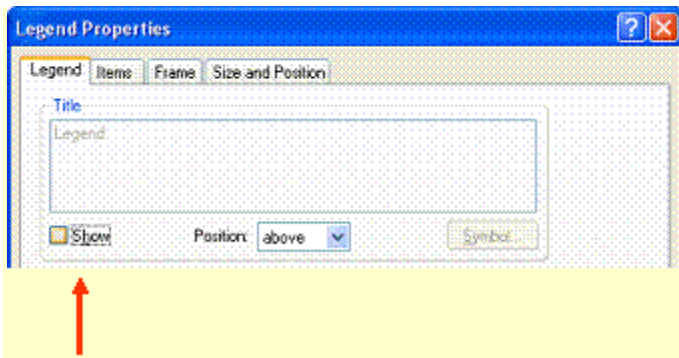 Legend Properties
Legend Items Frame Size and Position
Title
Legend
Show Position: above Symbol...